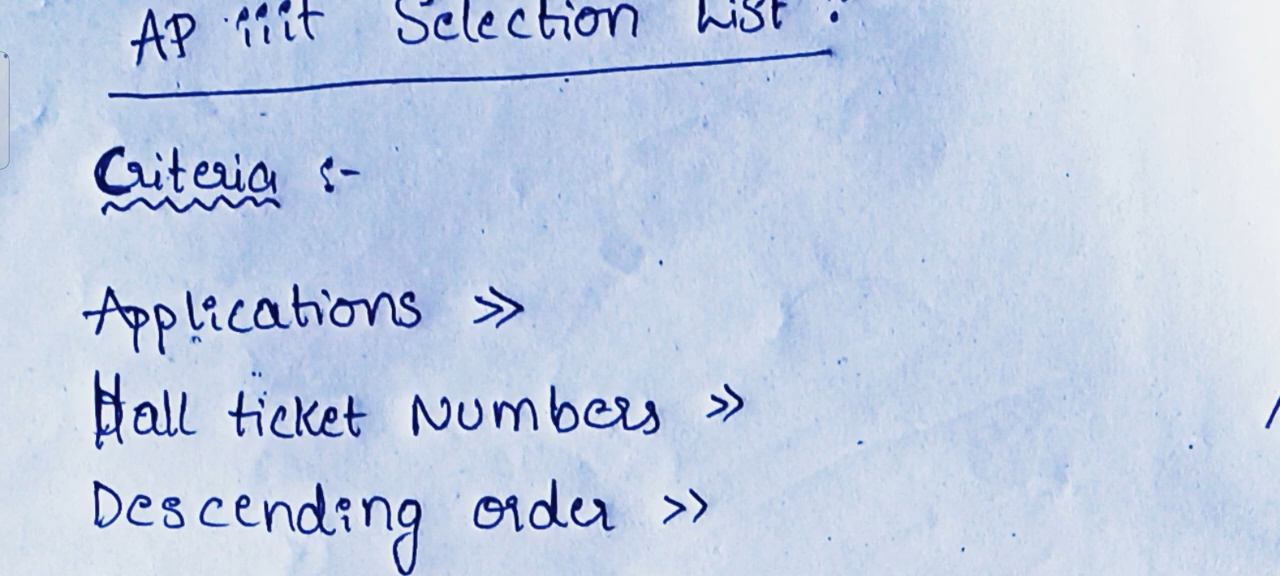 AP iiit Selection List :
Criteria :-
Applications >>
Hall ticket Numbers >>
Descending order >>